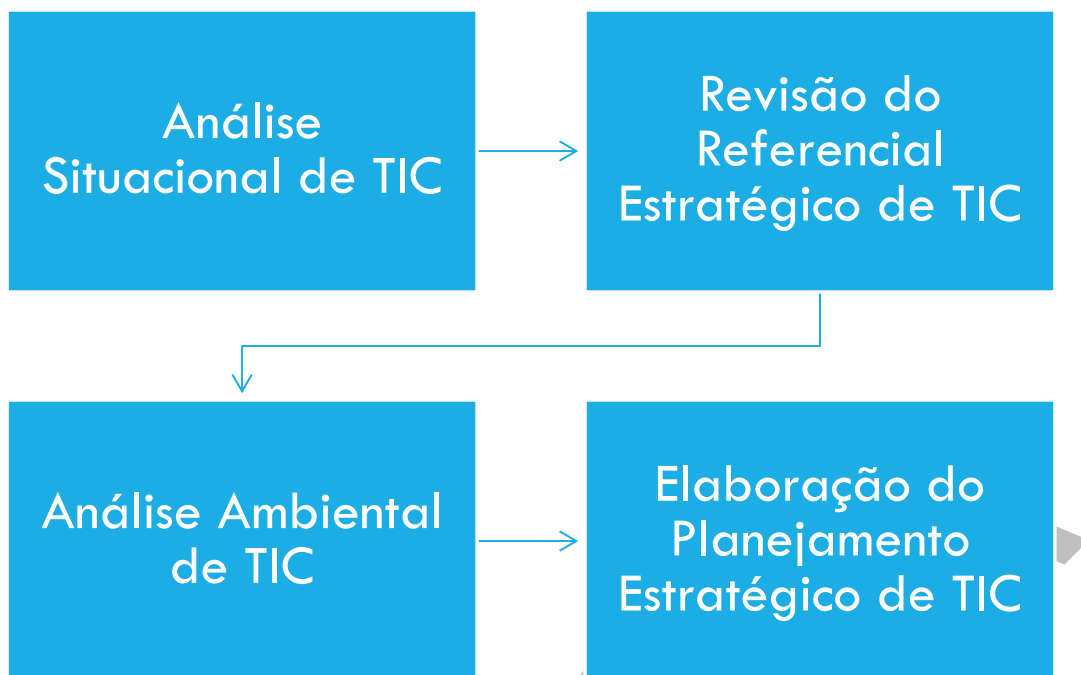 Análise
Situacional de TIC
Revisão do
Referencial
Estratégico de TIC
Análise Ambiental
de TIC
Elaboração do
Planejamento
Estratégico de TIC